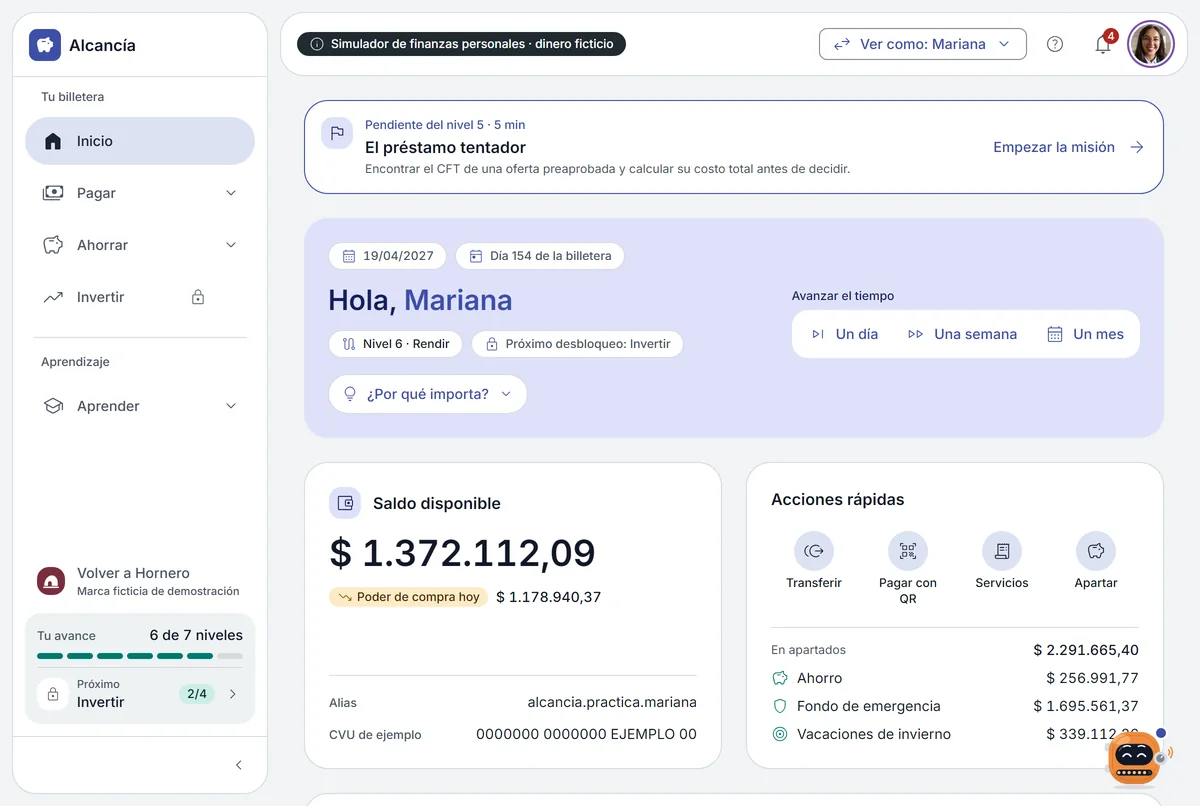 Alcancía
Tu billetera
Inicio
Pagar
Ahorrar
Invertir
Aprendizaje
Aprender
Volver a Hornero
Marca ficticia de demostración
Tu avance
6 de 7 niveles
Próximo
Invertir
2/4
Simulador de finanzas personales · dinero ficticio
Ver como: Mariana
4
Pendiente del nivel 5 · 5 min
El préstamo tentador
Encontrar el CFT de una oferta preaprobada y calcular su costo total antes de decidir.
Empezar la misión
19/04/2027
Día 154 de la billetera
Hola, Mariana
Nivel 6 · Rendir
Próximo desbloqueo: Invertir
¿Por qué importa?
Avanzar el tiempo
Un día
Una semana
Un mes
Saldo disponible
$ 1.372.112,09
Poder de compra hoy
$ 1.178.940,37
Alias
alcancia.practica.mariana
CVU de ejemplo
0000000 0000000 EJEMPLO 00
Acciones rápidas
Transferir
Pagar con
QR
Servicios
Apartar
En apartados
$ 2.291.665,40
Ahorro
$ 256.991,77
Fondo de emergencia
$ 1.695.561,37
Vacaciones de invierno